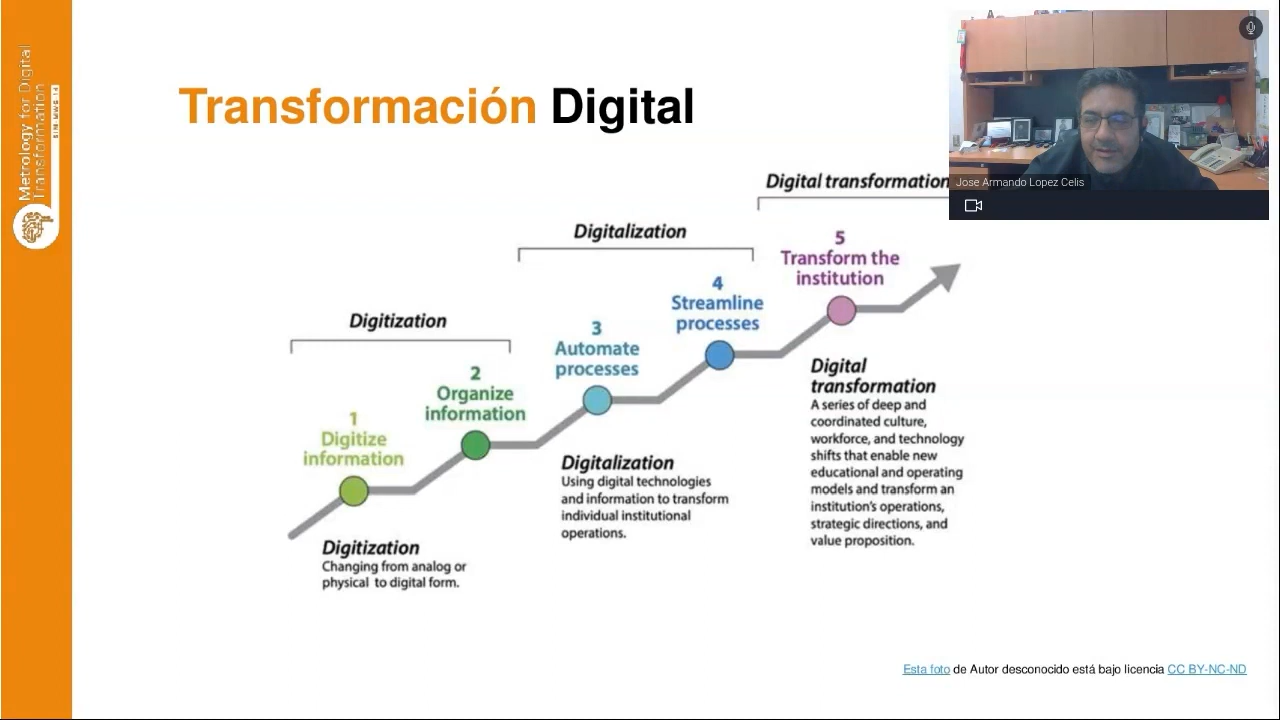 Metrology for Digital
Transformation
SIM-MWG-14
Transformación Digital
Jose Armando Lopez Celis
Digital transformation
Digitalization
Digitization
5
Transform the
institution
4
Streamline
processes
3
Automate
processes
2
Organize
information
1
Digitize
information
Digitization
Changing from analog or
physical to digital form.
Digitalization
Using digital technologies
and information to transform
individual institutional
operations.
Digital
transformation
A series of deep and
coordinated culture,
workforce, and technology
shifts that enable new
educational and operating
models and transform an
institution's operations,
strategic directions, and
value proposition.
Esta foto de Autor desconocido está bajo licencia CC BY-NC-ND